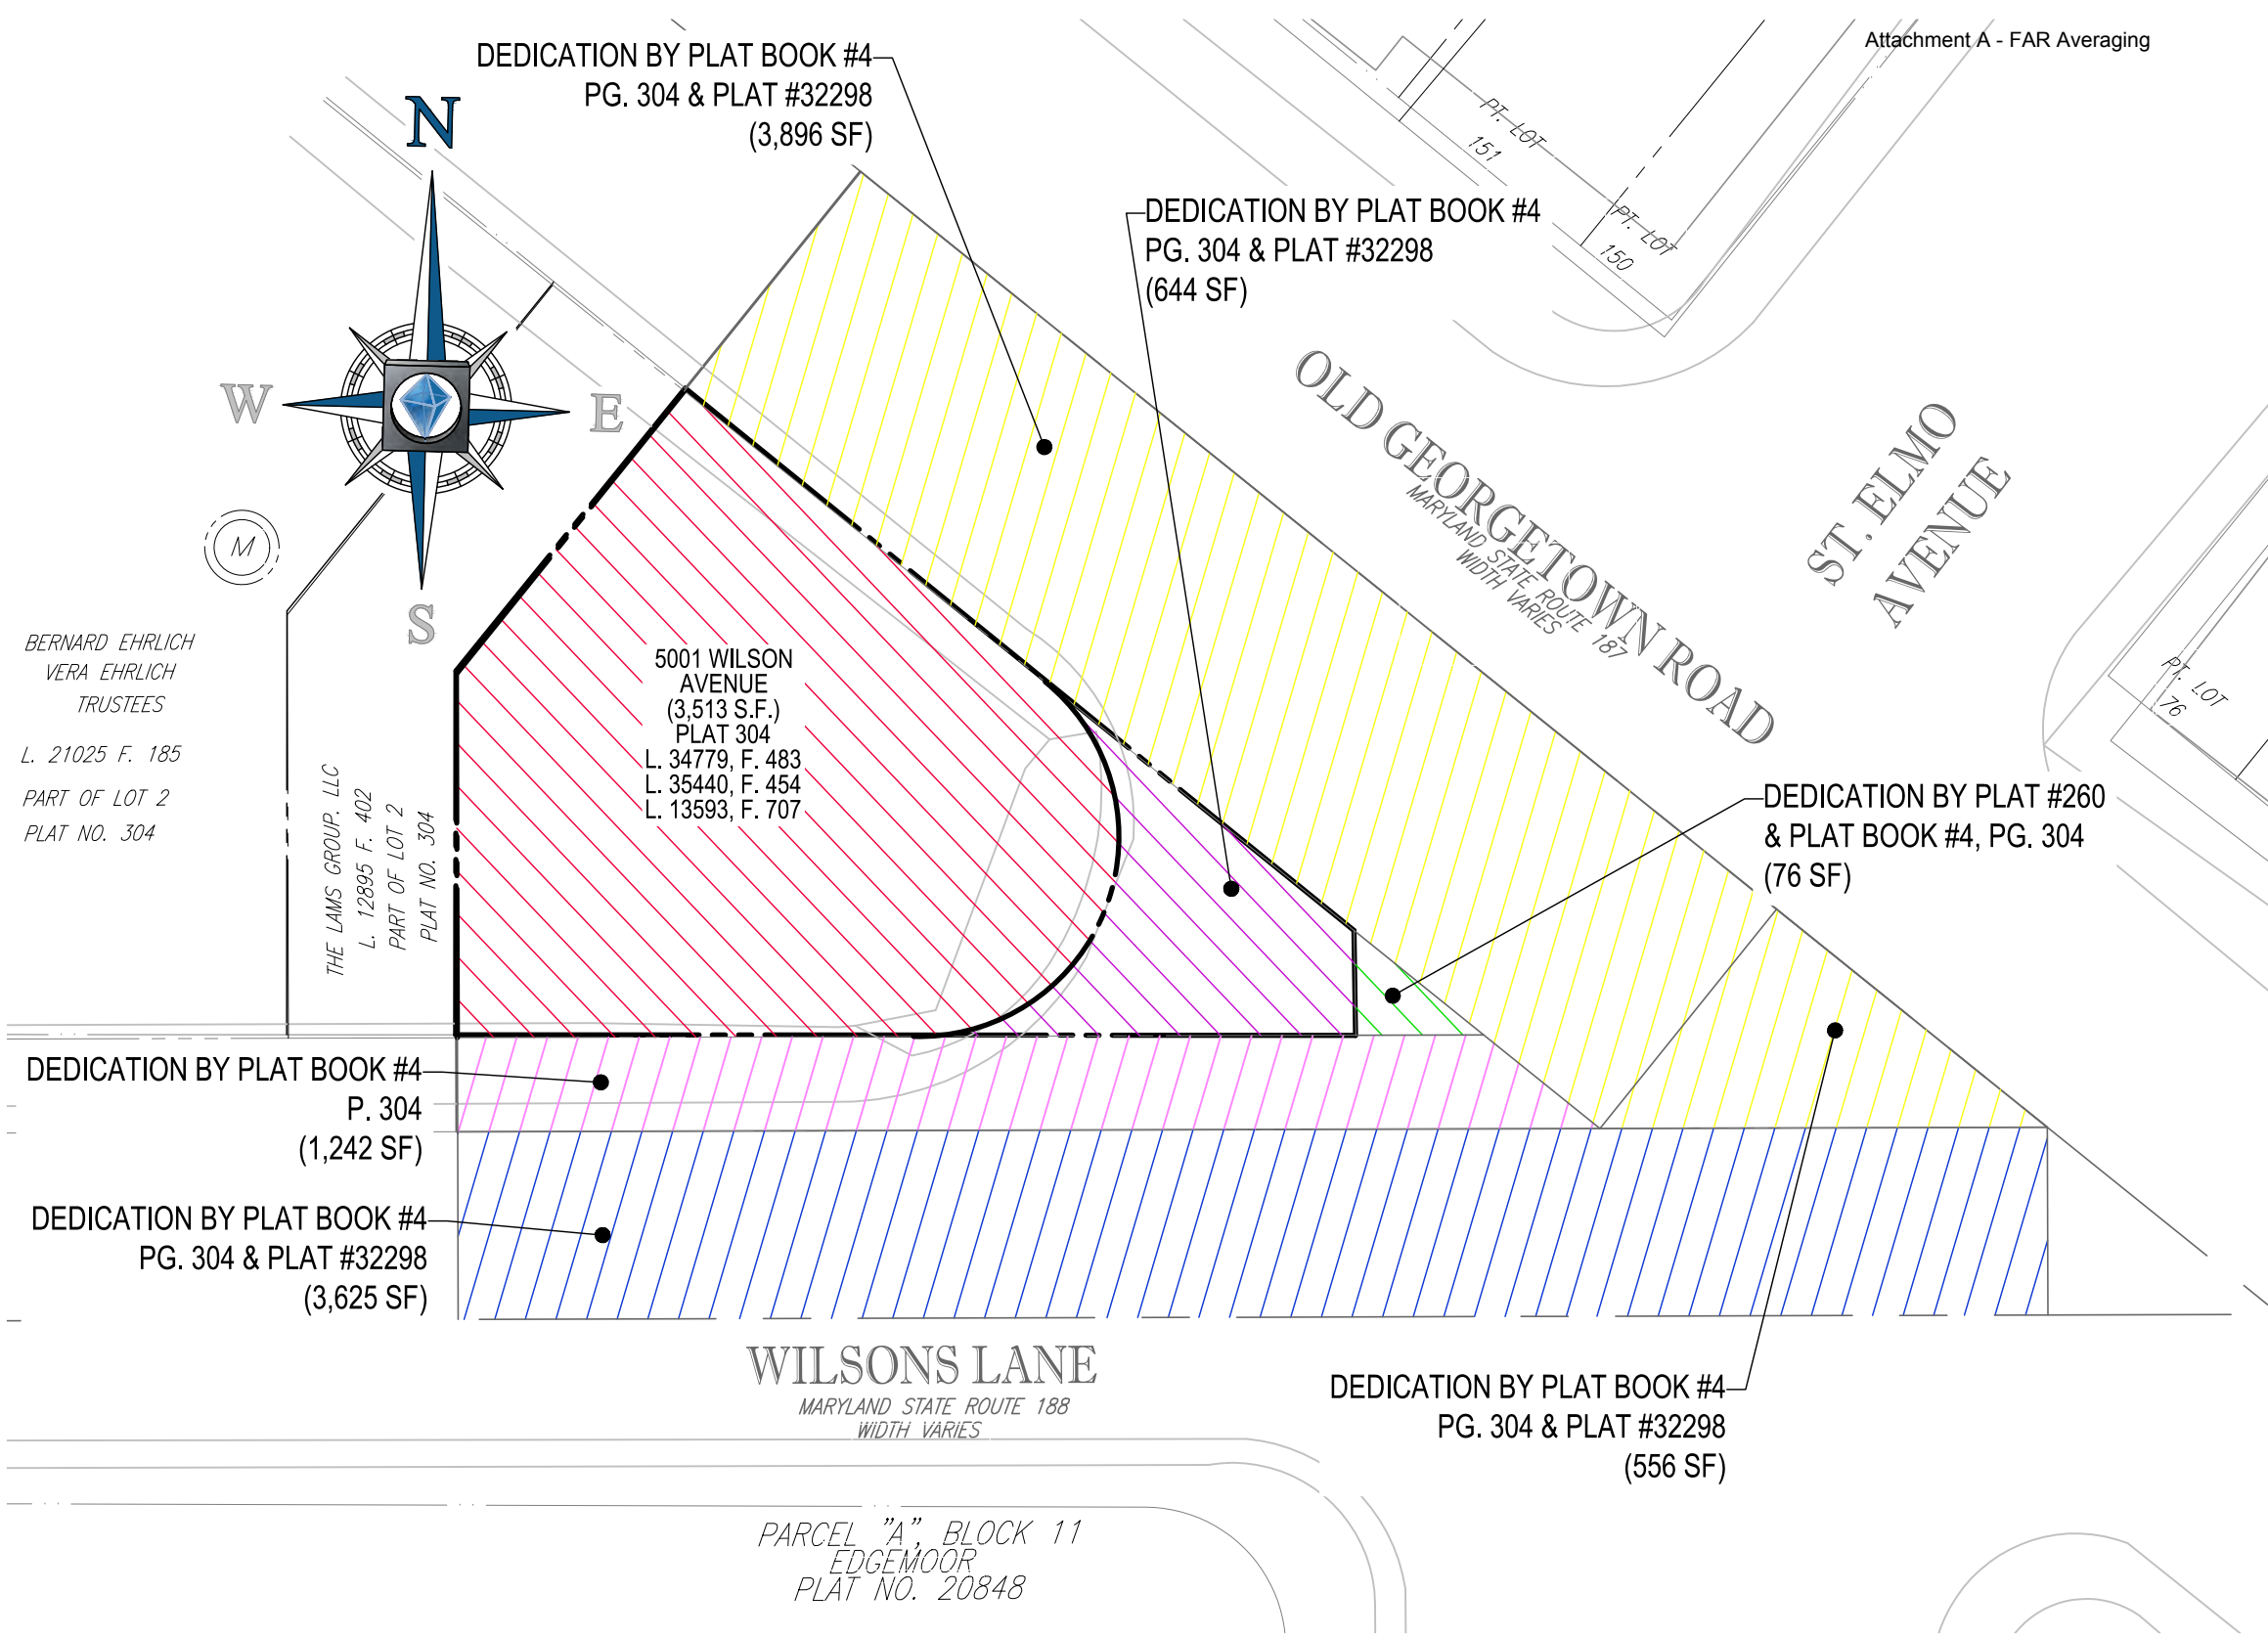 Attachment A - FAR Averaging
DEDICATION BY PLAT BOOK #4
PG. 304 & PLAT #32298
(3,896 SF)
N
W
E
S
DEDICATION BY PLAT BOOK #4
PG. 304 & PLAT #32298
(644 SF)
PT. LOT
151
PT. LOT
150
OLD GEORGETOWN ROAD
MARYLAND STATE ROUTE 187
WIDTH VARIES
ST. ELMO
AVENUE
PT. LOT
76
M
BERNARD EHRLICH
VERA EHRLICH
TRUSTEES
L. 21025 F. 185
PART OF LOT 2
PLAT NO. 304
THE LAMS GROUP. LLC
L. 12895 F. 402
PART OF LOT 2
PLAT NO. 304
5001 WILSON
AVENUE
(3,513 S.F.)
PLAT 304
L. 34779, F. 483
L. 35440, F. 454
L. 13593, F. 707
DEDICATION BY PLAT #260
& PLAT BOOK #4, PG. 304
(76 SF)
DEDICATION BY PLAT BOOK #4
P. 304
(1,242 SF)
DEDICATION BY PLAT BOOK #4
PG. 304 & PLAT #32298
(3,625 SF)
WILSONS LANE
MARYLAND STATE ROUTE 188
WIDTH VARIES
DEDICATION BY PLAT BOOK #4
PG. 304 & PLAT #32298
(556 SF)
PARCEL "A", BLOCK 11
EDGEMOOR
PLAT NO. 20848